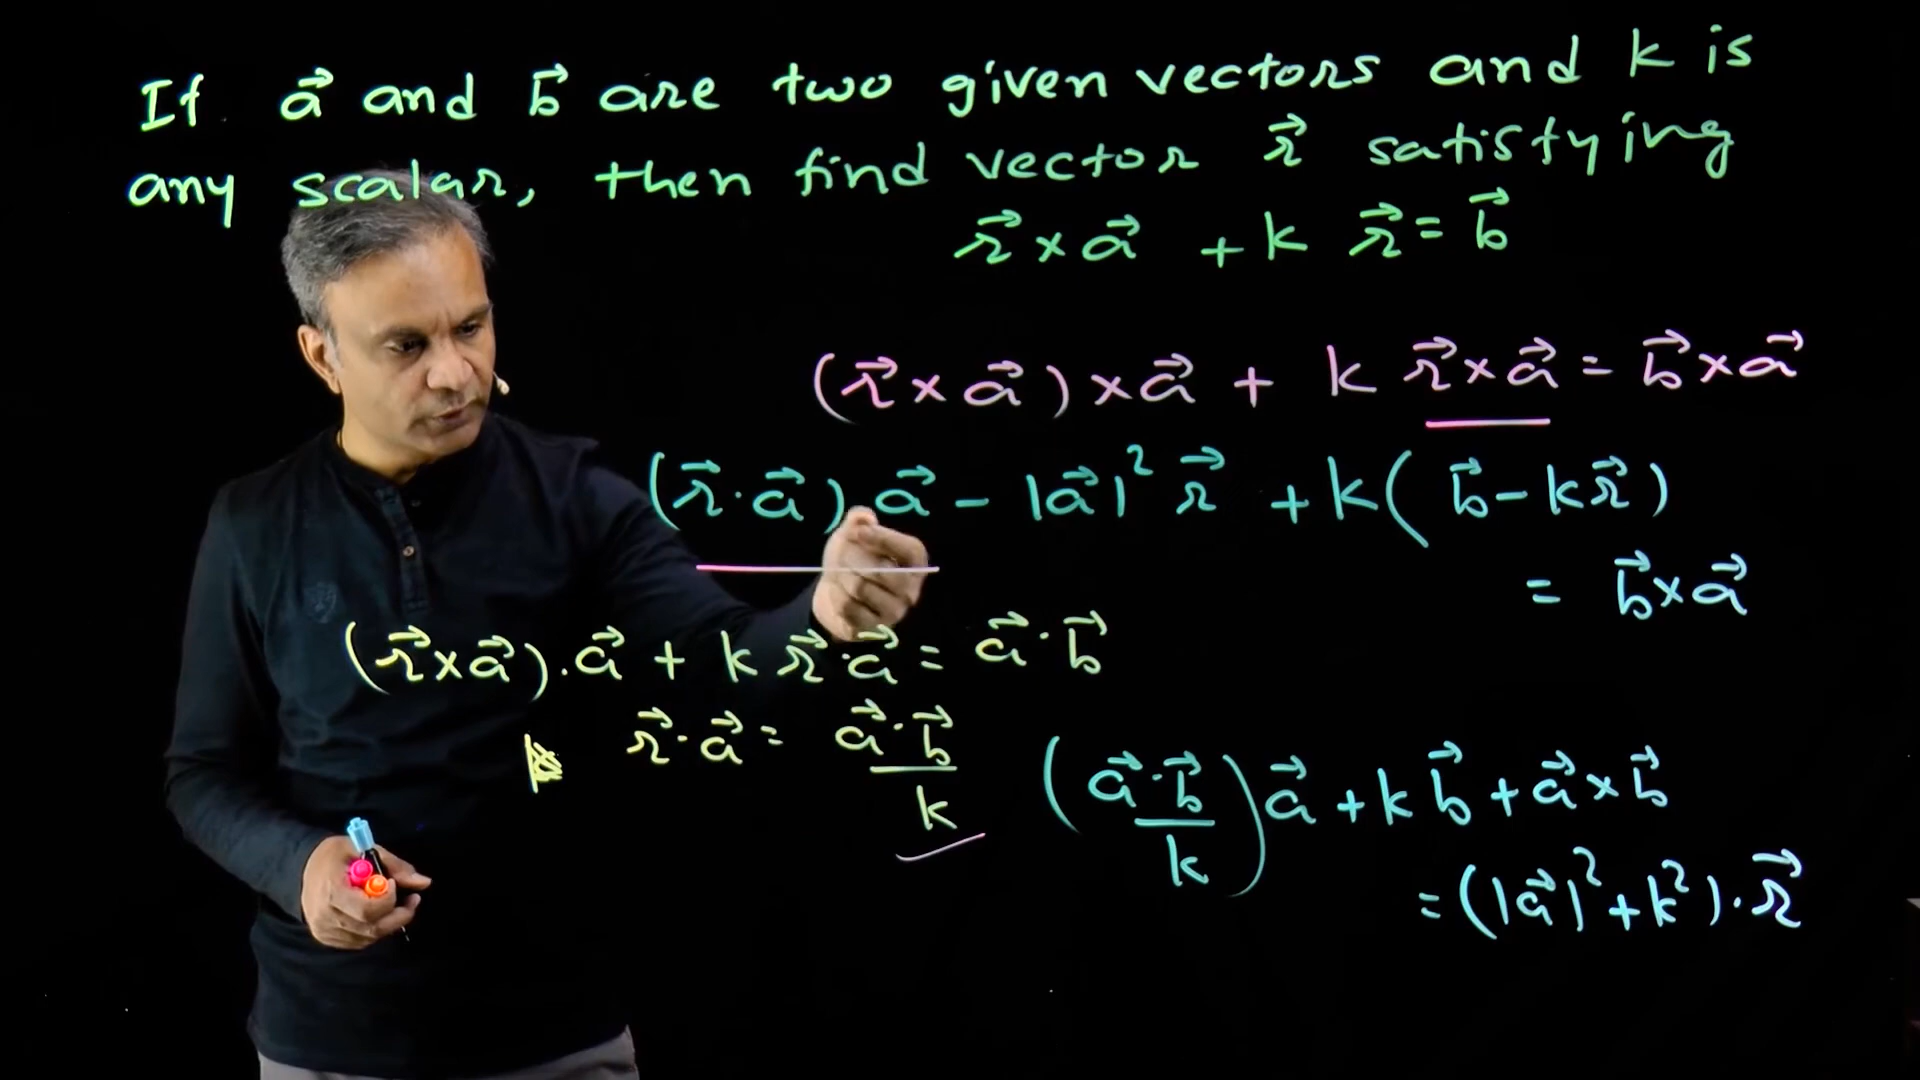 If a⃗ and b⃗ are two given vectors and k is
any scalar, then find vector r⃗ satisfying
r⃗ × a⃗ + k r⃗ = b⃗
(r⃗ × a⃗) × a⃗ + k r⃗ × a⃗ = b⃗ × a⃗
(r⃗ · a⃗) a⃗ - |a⃗|² r⃗ + k( b⃗ - k r⃗ )
= b⃗ × a⃗
(r⃗ × a⃗) . a⃗ + k r⃗ · a⃗ = a⃗ · b⃗
r⃗ · a⃗ = a⃗ · b⃗ / k
(a⃗ · b⃗ / k) a⃗ + k b⃗ + a⃗ × b⃗
= (|a⃗|² + k²) . r⃗